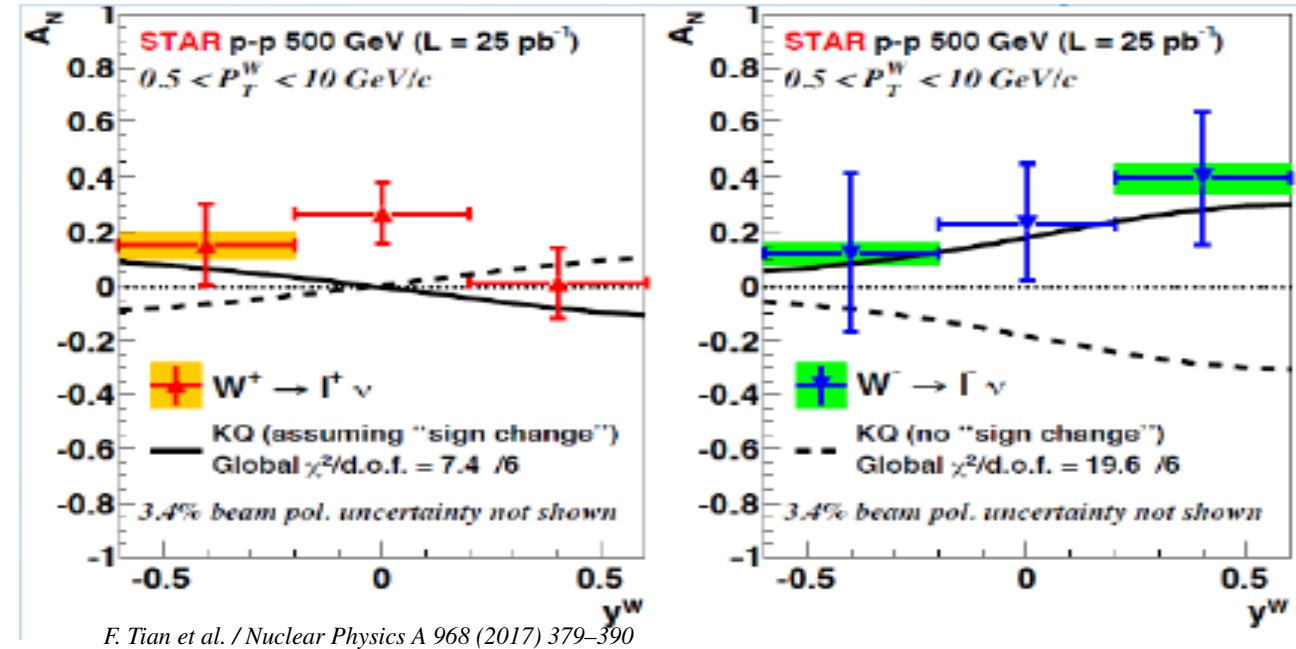 A_N
1
0.8
0.6
0.4
0.2
0
-0.2
-0.4
-0.6
-0.8
-1
STAR p-p 500 GeV (L = 25 pb⁻¹)
0.5 < P_T^W < 10 GeV/c
W⁺ → l⁺ ν
KQ (assuming "sign change")
Global χ²/d.o.f. = 7.4 /6
3.4% beam pol. uncertainty not shown
-0.5 0 0.5
y^W
A_N
1
0.8
0.6
0.4
0.2
0
-0.2
-0.4
-0.6
-0.8
-1
STAR p-p 500 GeV (L = 25 pb⁻¹)
0.5 < P_T^W < 10 GeV/c
W⁻ → l⁻ ν
KQ (no "sign change")
Global χ²/d.o.f. = 19.6 /6
3.4% beam pol. uncertainty not shown
-0.5 0 0.5
y^W
F. Tian et al. / Nuclear Physics A 968 (2017) 379–390